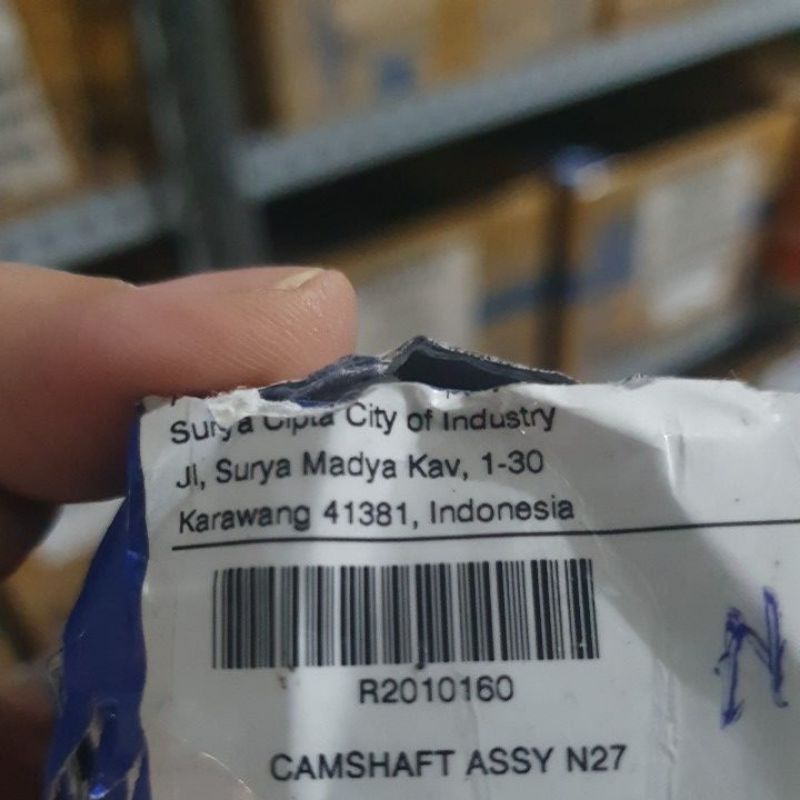 Surya Cipta City of Industry
Jl, Surya Madya Kav, 1-30
Karawang 41381, Indonesia
R2010160
N
CAMSHAFT ASSY N27